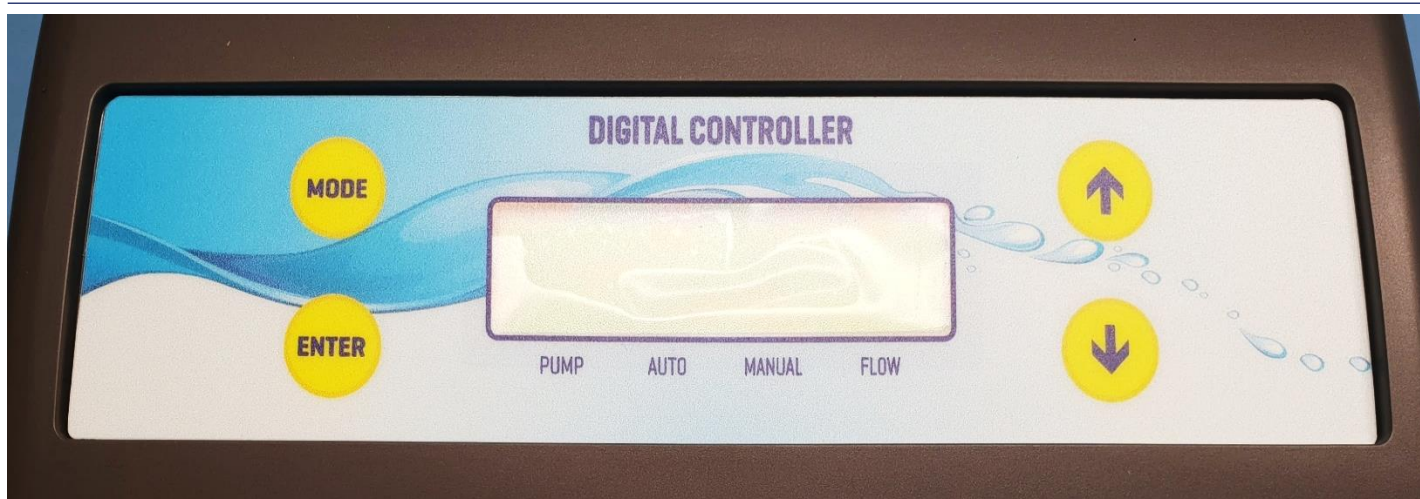 DIGITAL CONTROLLER
MODE
ENTER
PUMP AUTO MANUAL FLOW